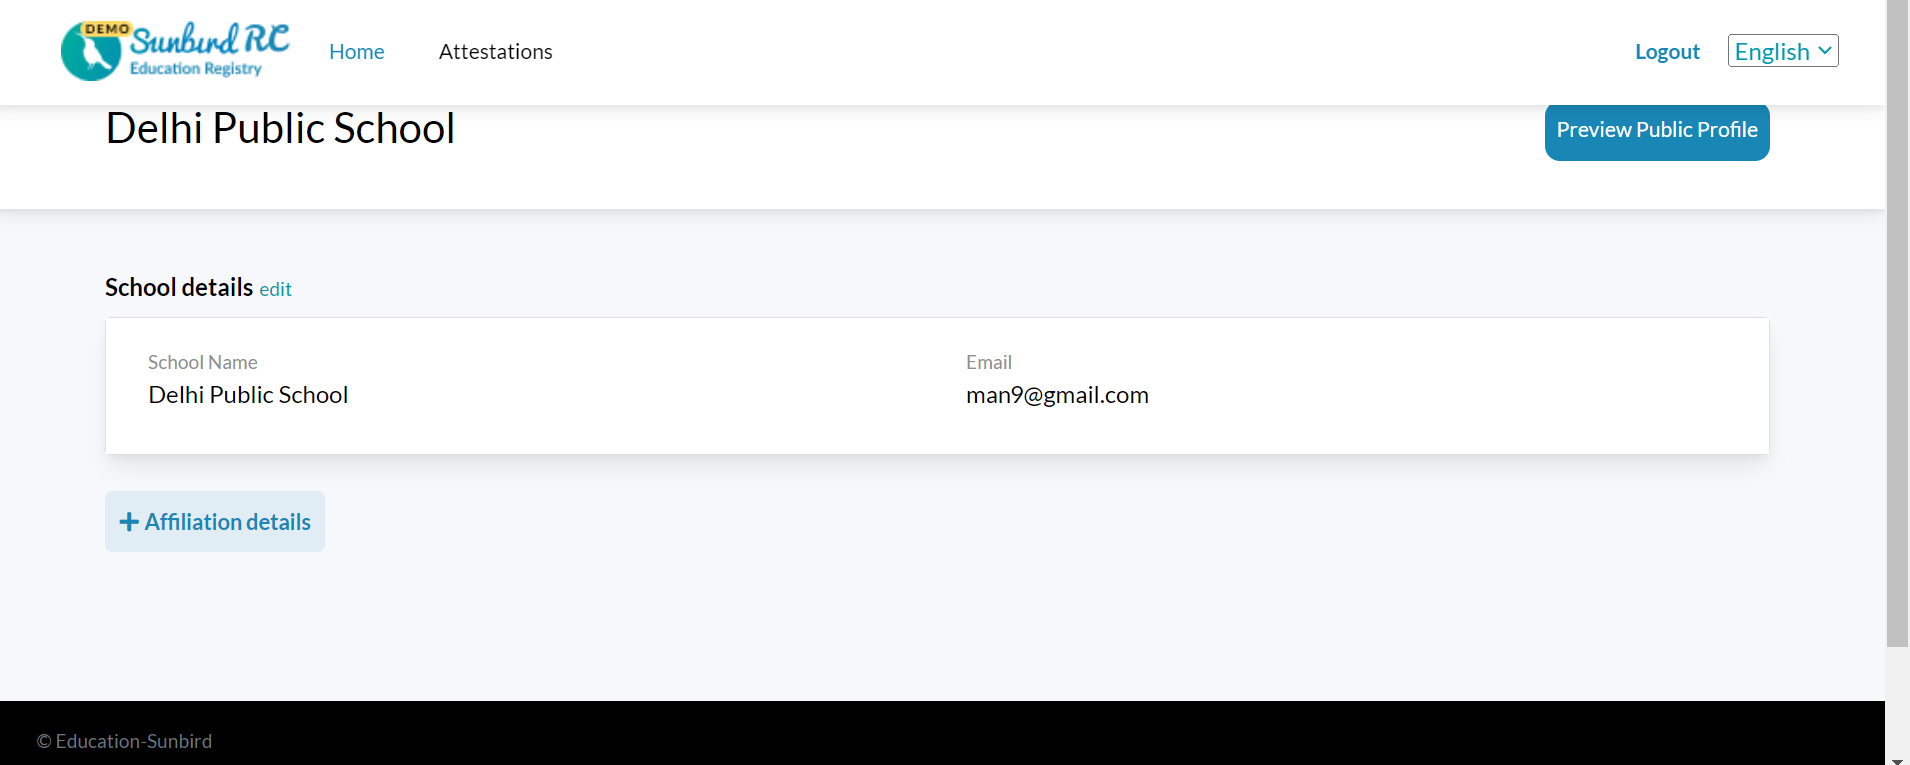 DEMO
Sunbird RC
Education Registry
Home
Attestations
Logout
English
Delhi Public School
Preview Public Profile
School details edit
School Name
Delhi Public School
Email
man9@gmail.com
+ Affiliation details
© Education-Sunbird